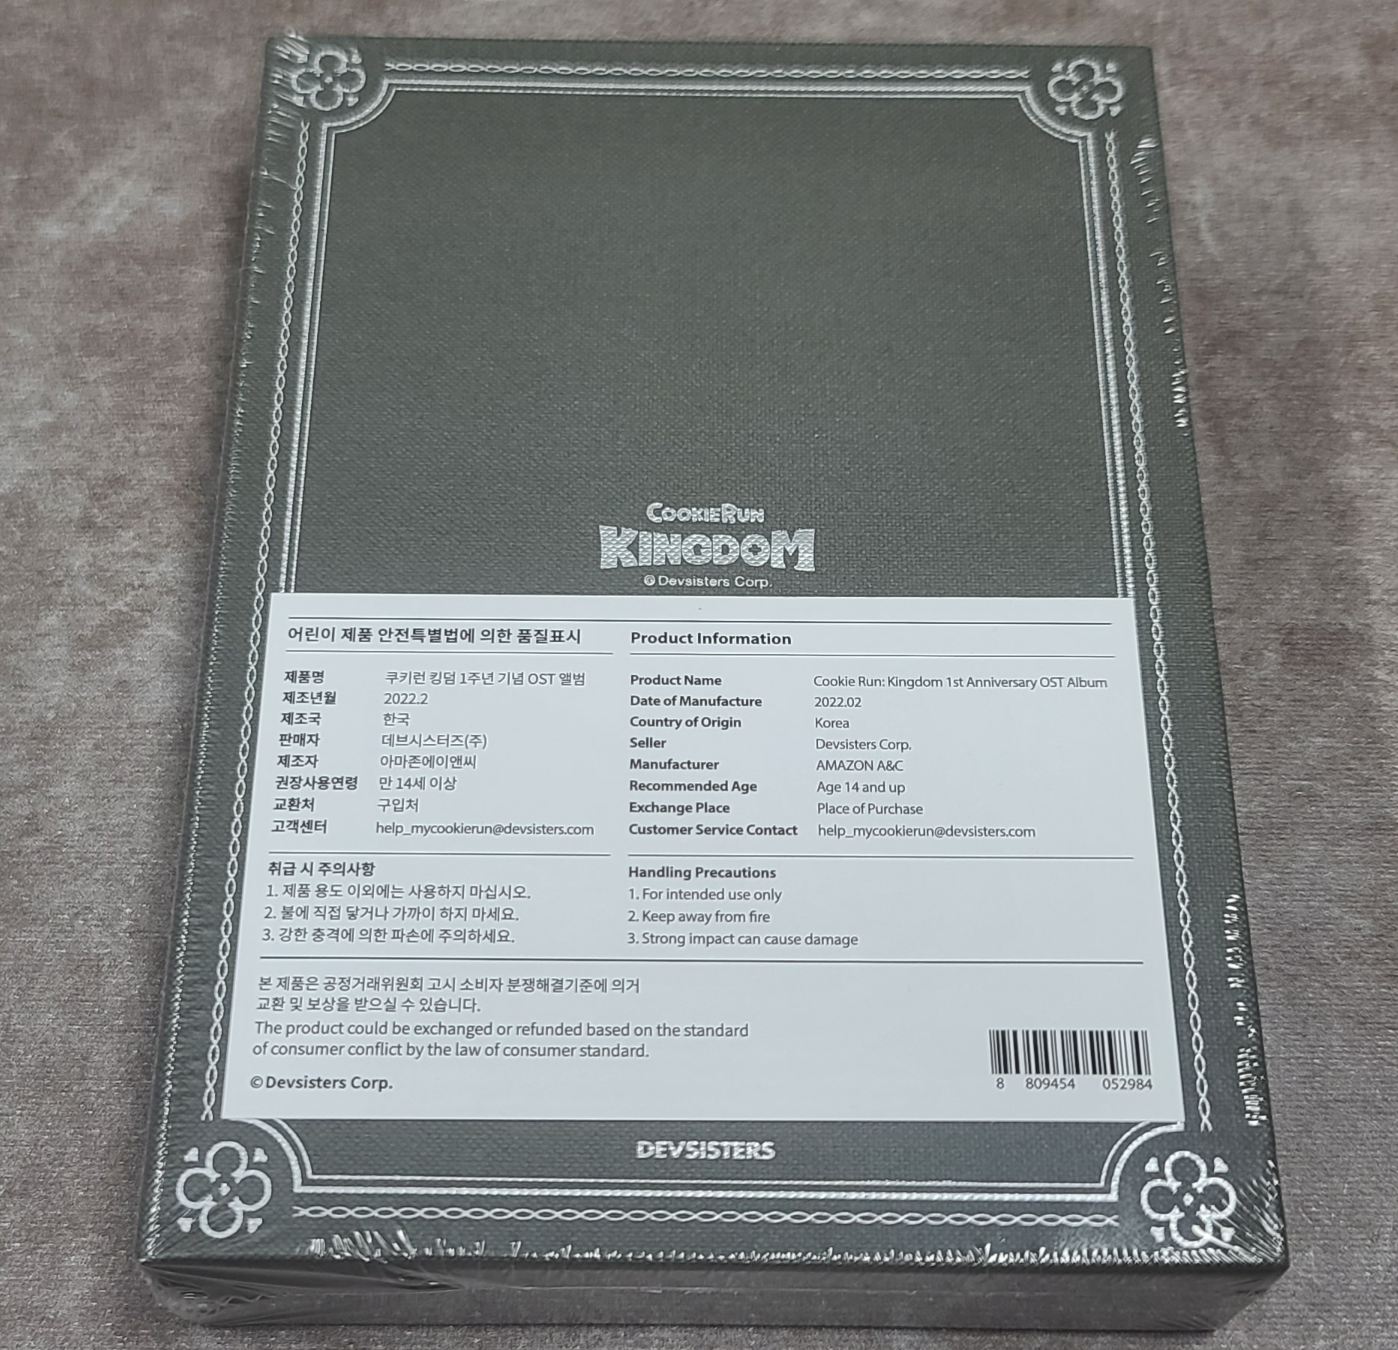 COOKIERUN
KINGDOM
© Devsisters Corp.
어린이 제품 안전특별법에 의한 품질표시
제품명 쿠키런 킹덤 1주년 기념 OST 앨범
제조년월 2022.2
제조국 한국
판매자 데브시스터즈(주)
제조자 아마존에이앤씨
권장사용연령 만 14세 이상
교환처 구입처
고객센터 help_mycookierun@devsisters.com
취급 시 주의사항
1. 제품 용도 이외에는 사용하지 마십시오.
2. 불에 직접 닿거나 가까이 하지 마세요.
3. 강한 충격에 의한 파손에 주의하세요.
Product Information
Product Name Cookie Run: Kingdom 1st Anniversary OST Album
Date of Manufacture 2022.02
Country of Origin Korea
Seller Devsisters Corp.
Manufacturer AMAZON A&C
Recommended Age Age 14 and up
Exchange Place Place of Purchase
Customer Service Contact help_mycookierun@devsisters.com
Handling Precautions
1. For intended use only
2. Keep away from fire
3. Strong impact can cause damage
본 제품은 공정거래위원회 고시 소비자 분쟁해결기준에 의거
교환 및 보상을 받으실 수 있습니다.
The product could be exchanged or refunded based on the standard
of consumer conflict by the law of consumer standard.
© Devsisters Corp.
8 809454 052984
DEVSISTERS